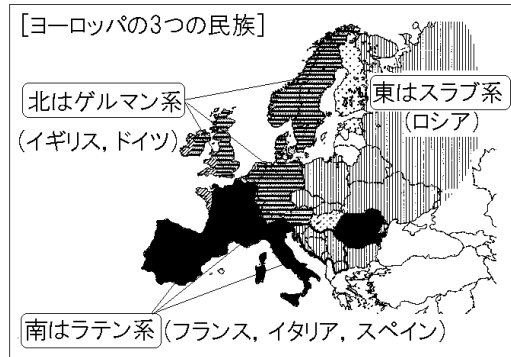 [ヨーロッパの3つの民族]
北はゲルマン系
(イギリス, ドイツ)
東はスラブ系
(ロシア)
南はラテン系(フランス, イタリア, スペイン)